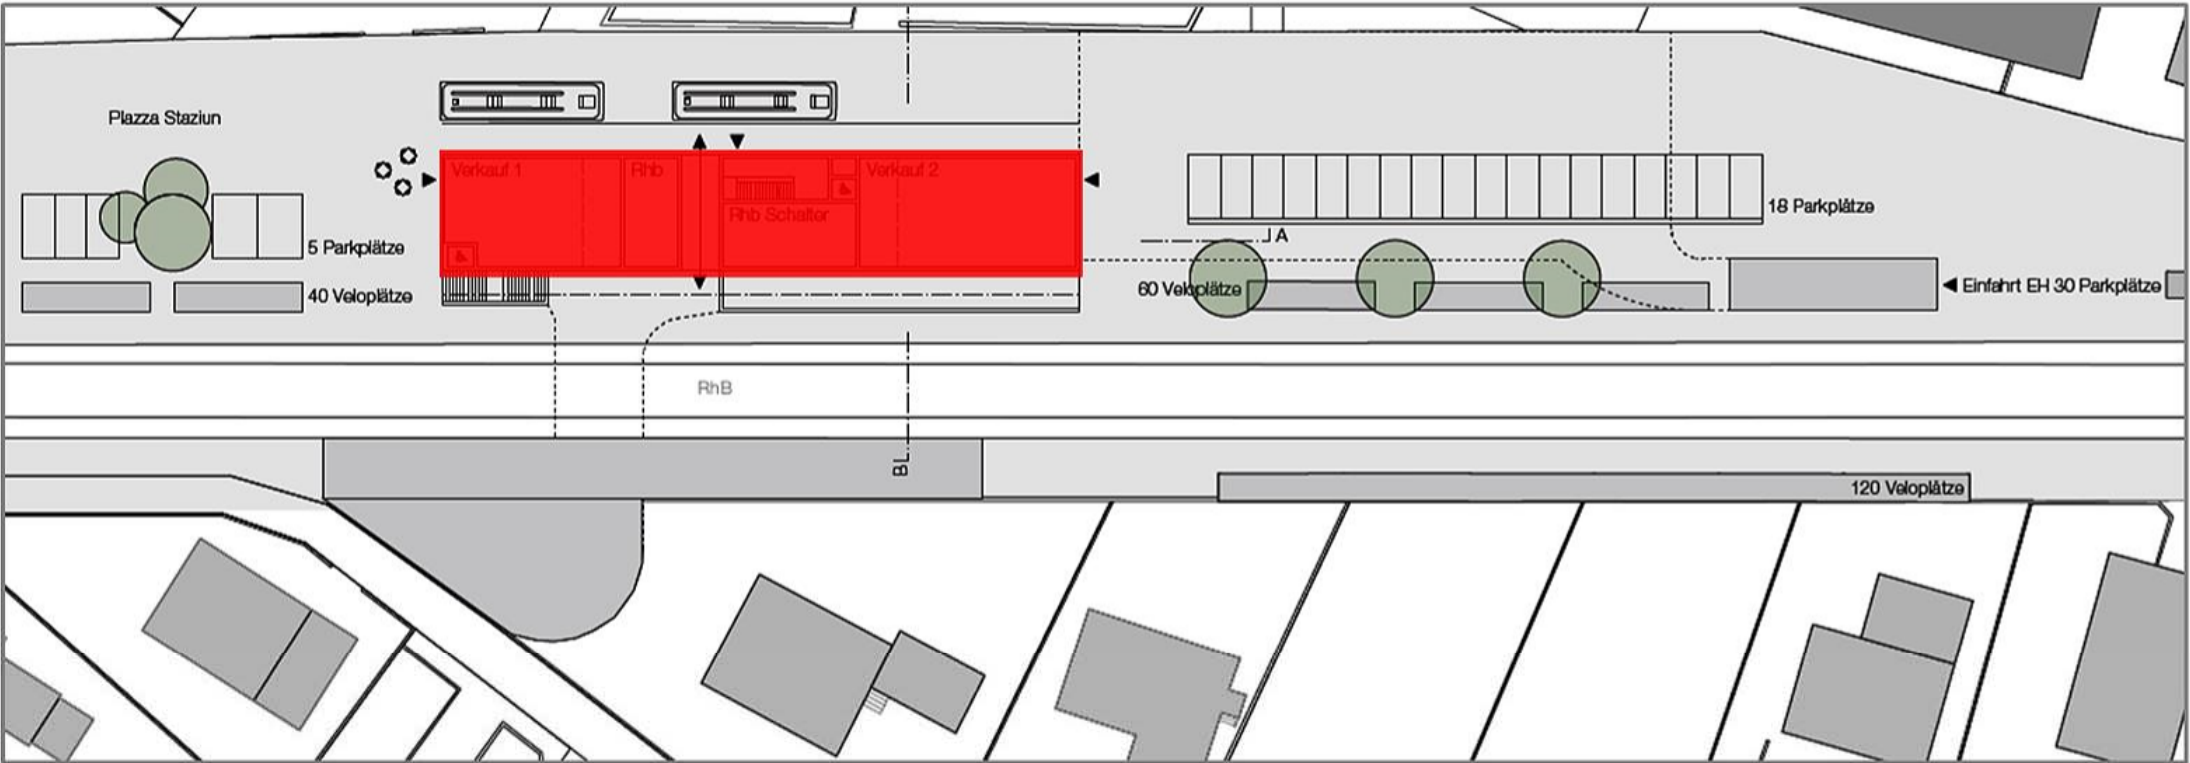 Plazza Staziun
Verkauf 1
Rhb
Verkauf 2
Rhb Schalter
5 Parkplätze
40 Veloplätze
18 Parkplätze
A
60 Veloplätze
Einfahrt EH 30 Parkplätze
RhB
B
120 Veloplätze